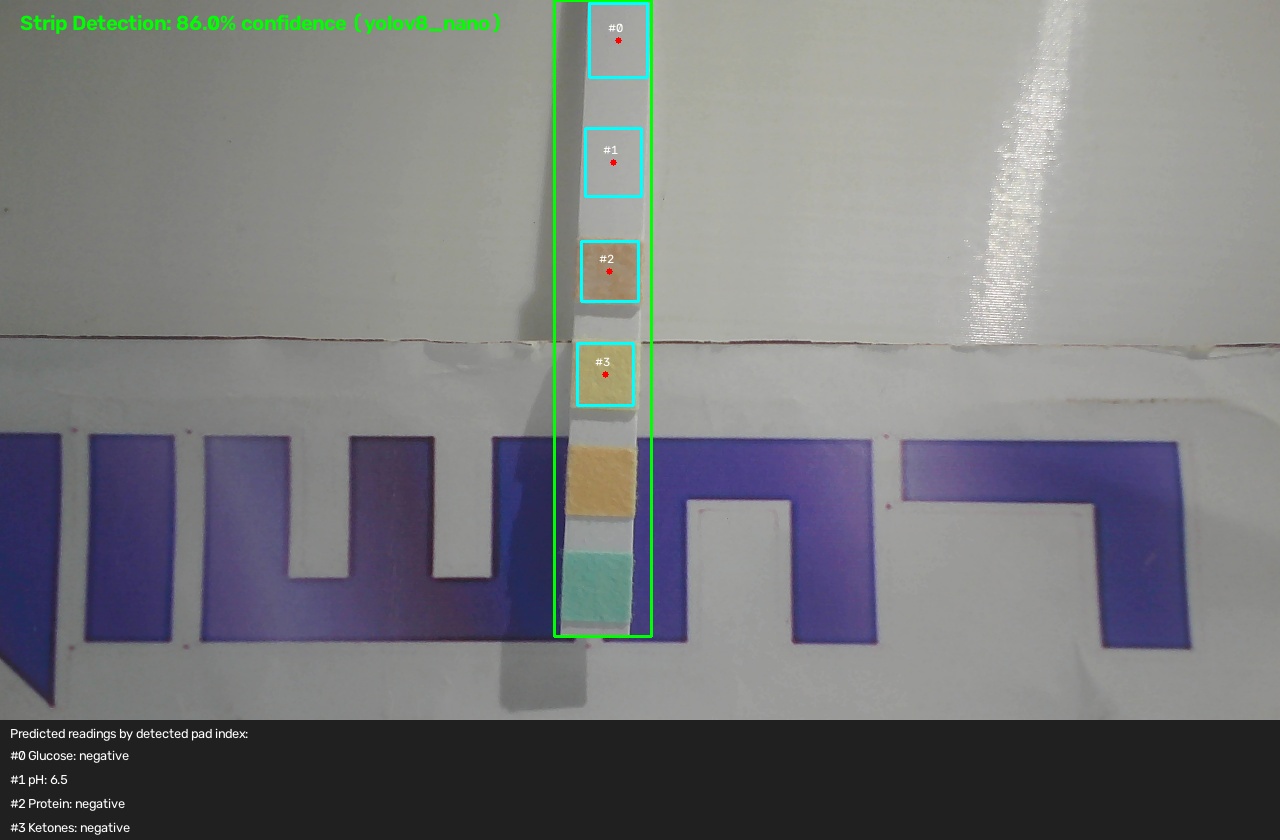 Strip Detection: 86.0% confidence (yolov8_nano)
#0
#1
#2
#3
Predicted readings by detected pad index:
#0 Glucose: negative
#1 pH: 6.5
#2 Protein: negative
#3 Ketones: negative